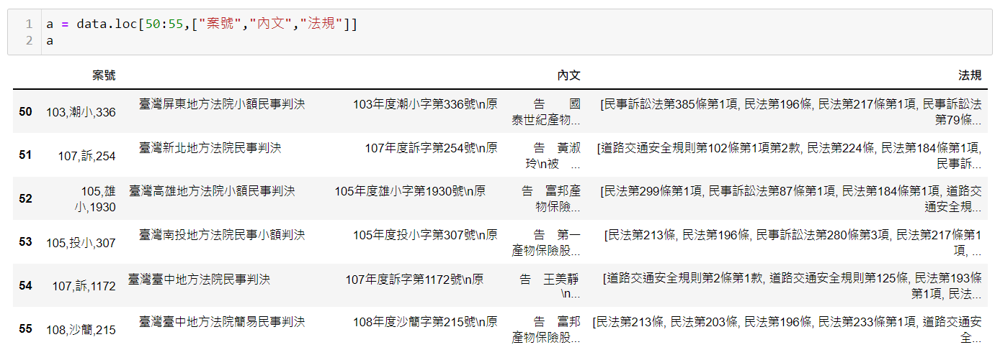 1 a = data.loc[50:55,["案號","內文","法規"]]
2 a
案號 內文 法規
50 103,潮小,336 臺灣屏東地方法院小額民事判決 103年度潮小字第336號\n原 告 國 [民事訴訟法第385條第1項, 民法第196條, 民法第217條第1項, 民事訴訟法
泰世紀產物... 第79條...
51 107,訴,254 臺灣新北地方法院民事判決 107年度訴字第254號\n原 告 黃淑 [道路交通安全規則第102條第1項第2款, 民法第224條, 民法第184條第1項,
玲\n被 ... 民事訴...
52 105,雄 臺灣高雄地方法院小額民事判決 105年度雄小字第1930號\n原 告 富邦產 [民法第299條第1項, 民事訴訟法第87條第1項, 民法第184條第1項, 道路交
小,1930 物保險... 通安全規...
53 105,投小,307 臺灣南投地方法院民事小額判決 105年度投小字第307號\n原 告 第一 [民法第213條, 民法第196條, 民事訴訟法第280條第3項, 民法第217條第1
產物保險股... 項, ...
54 107,訴,1172 臺灣臺中地方法院民事判決 107年度訴字第1172號\n原 告 王美靜 [道路交通安全規則第2條第1款, 道路交通安全規則第125條, 民法第193條
\n... 第1項, 民法...
55 108,沙簡,215 臺灣臺中地方法院簡易民事判決 108年度沙簡字第215號\n原 告 富邦 [民法第213條, 民法第203條, 民法第196條, 民法第233條第1項, 道路交通安
產物保險股... 全...